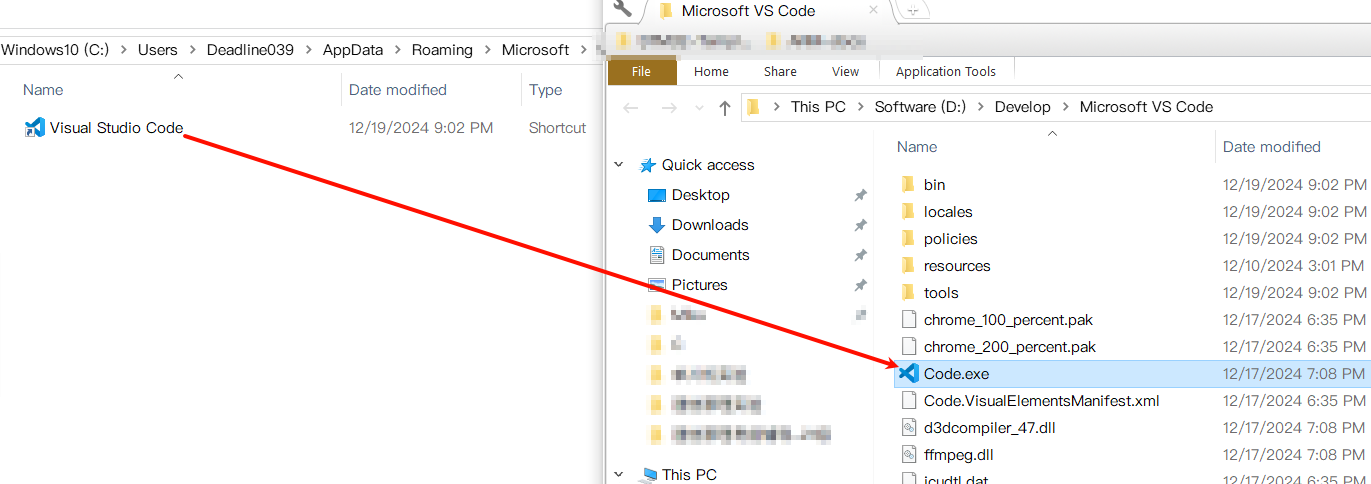 Windows10 (C:) > Users > Deadline039 > AppData > Roaming > Microsoft >
Name Date modified Type
Visual Studio Code 12/19/2024 9:02 PM Shortcut
Microsoft VS Code
File Home Share View Application Tools
This PC > Software (D:) > Develop > Microsoft VS Code
Quick access
Desktop
Downloads
Documents
Pictures
This PC
Name Date modified
bin 12/19/2024 9:02 PM
locales 12/19/2024 9:02 PM
policies 12/19/2024 9:02 PM
resources 12/10/2024 3:01 PM
tools 12/19/2024 9:02 PM
chrome_100_percent.pak 12/17/2024 6:35 PM
chrome_200_percent.pak 12/17/2024 6:35 PM
Code.exe 12/17/2024 7:08 PM
Code.VisualElementsManifest.xml 12/17/2024 6:35 PM
d3dcompiler_47.dll 12/17/2024 7:08 PM
ffmpeg.dll 12/17/2024 7:08 PM
icudtl.dat 12/17/2024 6:35 PM